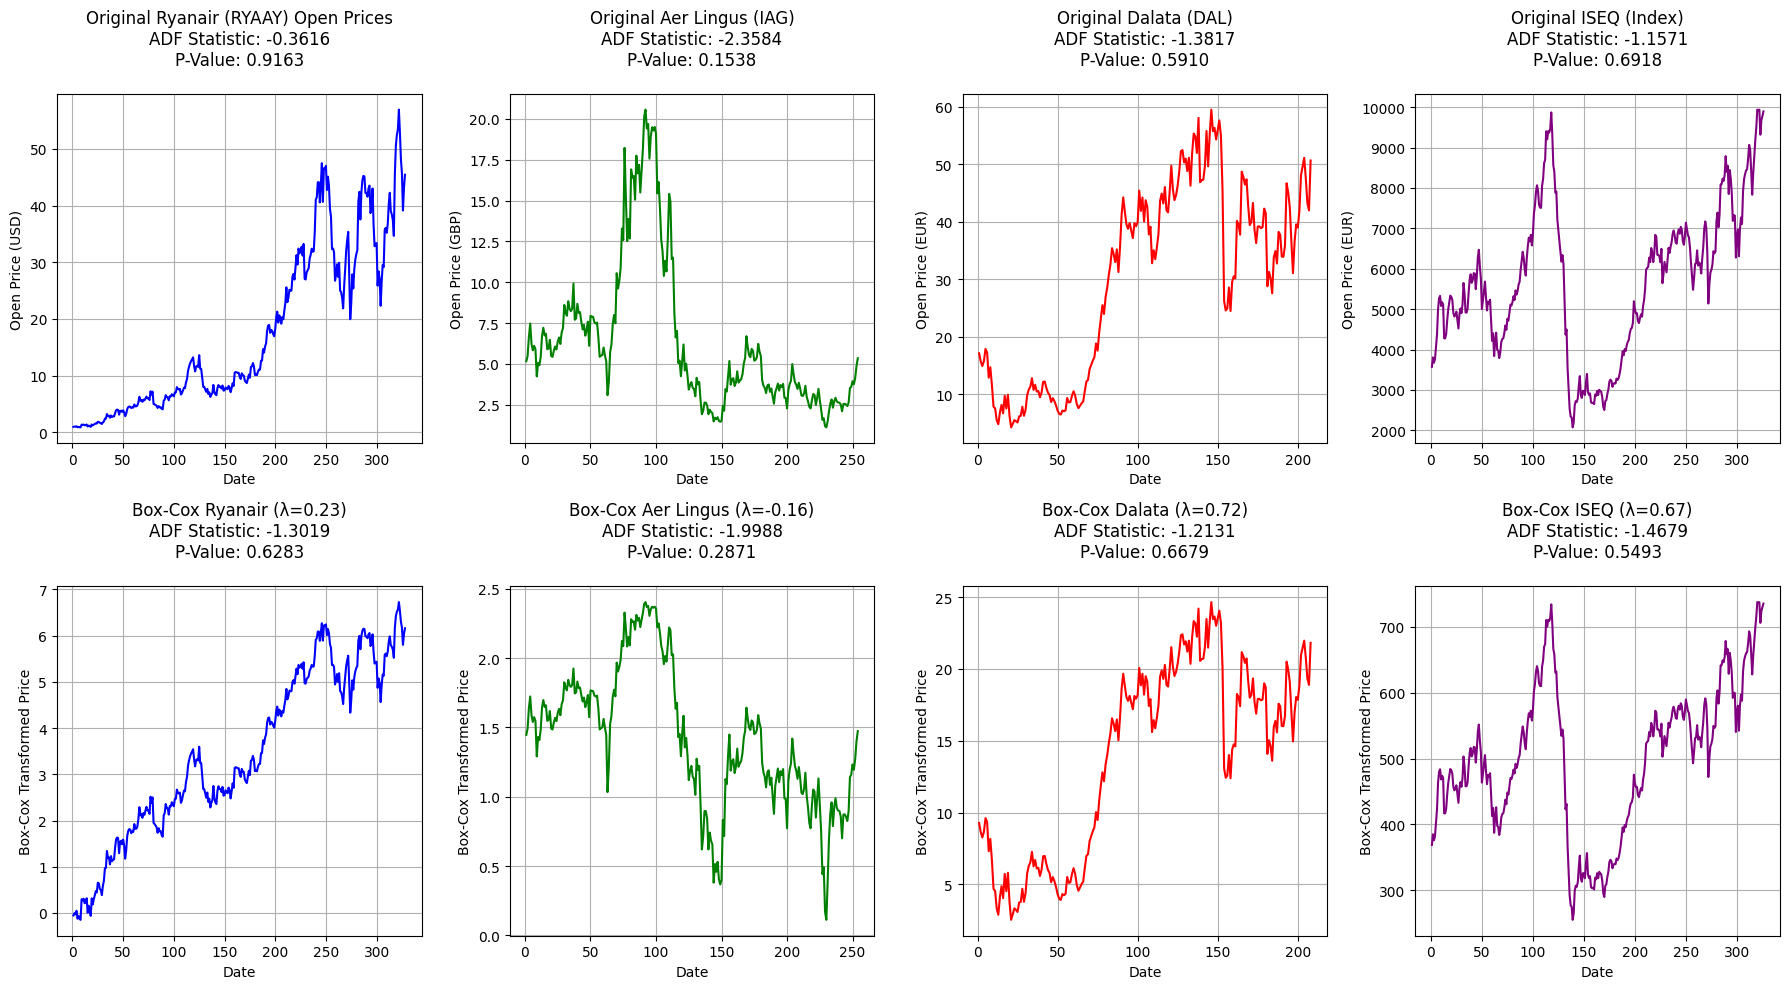 Original Ryanair (RYAAY) Open Prices
ADF Statistic: -0.3616
P-Value: 0.9163
Open Price (USD)
50
40
30
20
10
0
0 50 100 150 200 250 300
Date
Original Aer Lingus (IAG)
ADF Statistic: -2.3584
P-Value: 0.1538
Open Price (GBP)
20.0
17.5
15.0
12.5
10.0
7.5
5.0
2.5
0 50 100 150 200 250
Date
Original Dalata (DAL)
ADF Statistic: -1.3817
P-Value: 0.5910
Open Price (EUR)
60
50
40
30
20
10
0 50 100 150 200
Date
Original ISEQ (Index)
ADF Statistic: -1.1571
P-Value: 0.6918
Open Price (EUR)
10000
9000
8000
7000
6000
5000
4000
3000
2000
0 50 100 150 200 250 300
Date
Box-Cox Ryanair (λ=0.23)
ADF Statistic: -1.3019
P-Value: 0.6283
Box-Cox Transformed Price
7
6
5
4
3
2
1
0
0 50 100 150 200 250 300
Date
Box-Cox Aer Lingus (λ=-0.16)
ADF Statistic: -1.9988
P-Value: 0.2871
Box-Cox Transformed Price
2.5
2.0
1.5
1.0
0.5
0.0
0 50 100 150 200 250
Date
Box-Cox Dalata (λ=0.72)
ADF Statistic: -1.2131
P-Value: 0.6679
Box-Cox Transformed Price
25
20
15
10
5
0 50 100 150 200
Date
Box-Cox ISEQ (λ=0.67)
ADF Statistic: -1.4679
P-Value: 0.5493
Box-Cox Transformed Price
700
600
500
400
300
0 50 100 150 200 250 300
Date